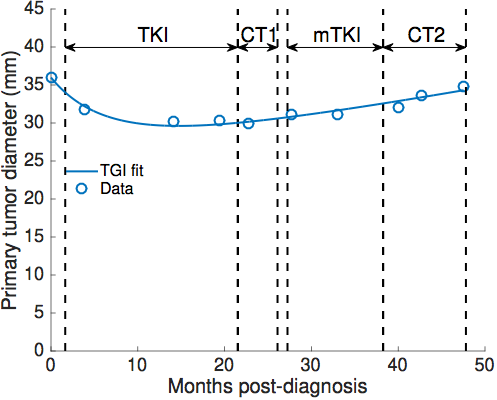 45
40
35
30
25
20
15
10
5
0
Primary tumor diameter (mm)
TKI CT1 mTKI CT2
TGI fit
Data
0 10 20 30 40 50
Months post-diagnosis